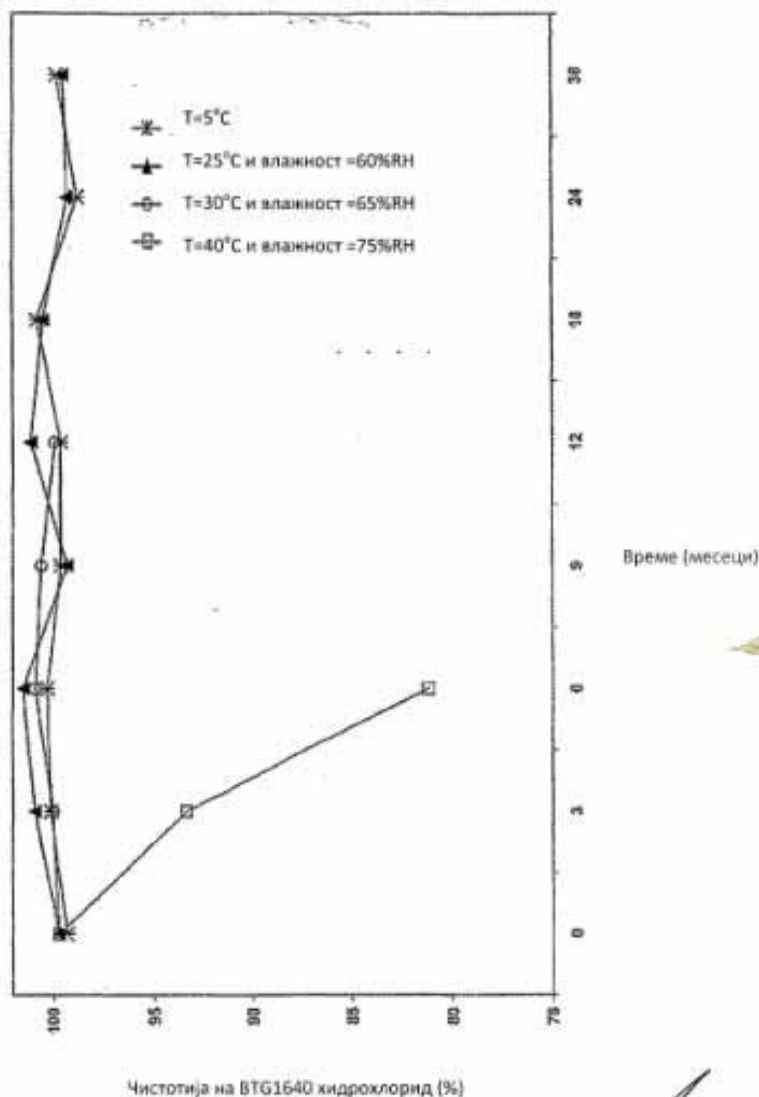 T=5°C
T=25°C и влажност =60%RH
T=30°C и влажност =65%RH
T=40°C и влажност =75%RH
38
24
18
12
9
6
3
0
Време (месеци)
100
95
90
85
80
75
Чистотија на BTG1640 хидрохлорид (%)